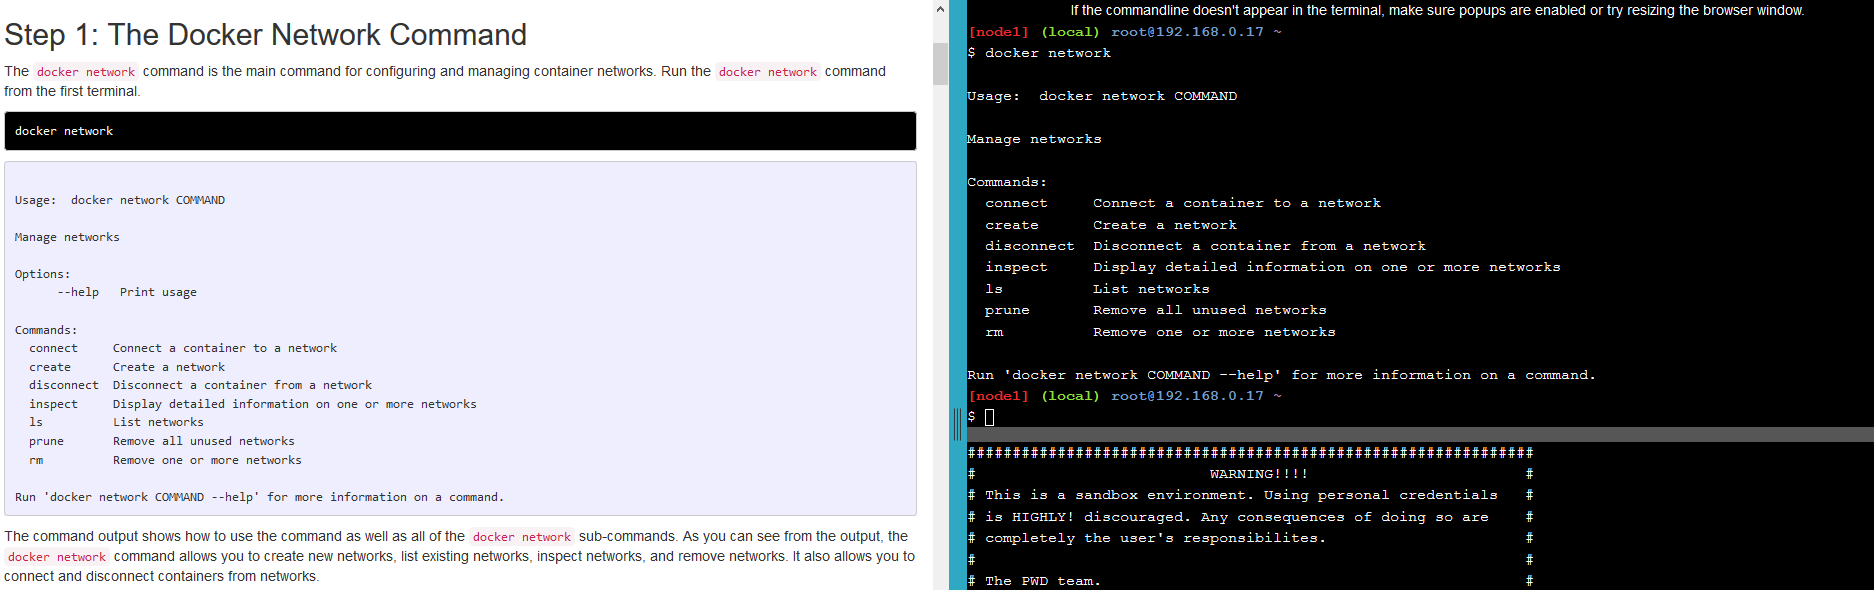 Step 1: The Docker Network Command
The docker network command is the main command for configuring and managing container networks. Run the docker network command
from the first terminal.
docker network
Usage:  docker network COMMAND
Manage networks
Options:
      --help   Print usage
Commands:
  connect     Connect a container to a network
  create      Create a network
  disconnect  Disconnect a container from a network
  inspect     Display detailed information on one or more networks
  ls          List networks
  prune       Remove all unused networks
  rm          Remove one or more networks
Run 'docker network COMMAND --help' for more information on a command.
The command output shows how to use the command as well as all of the docker network sub-commands. As you can see from the output, the
docker network command allows you to create new networks, list existing networks, inspect networks, and remove networks. It also allows you to
connect and disconnect containers from networks.
If the commandline doesn't appear in the terminal, make sure popups are enabled or try resizing the browser window.
[node1] (local) root@192.168.0.17 ~
$ docker network
Usage:  docker network COMMAND
Manage networks
Commands:
  connect     Connect a container to a network
  create      Create a network
  disconnect  Disconnect a container from a network
  inspect     Display detailed information on one or more networks
  ls          List networks
  prune       Remove all unused networks
  rm          Remove one or more networks
Run 'docker network COMMAND --help' for more information on a command.
[node1] (local) root@192.168.0.17 ~
$
###############################################################
#                          WARNING!!!!                        #
# This is a sandbox environment. Using personal credentials   #
# is HIGHLY! discouraged. Any consequences of doing so are    #
# completely the user's responsibilites.                      #
#                                                             #
# The PWD team.                                               #